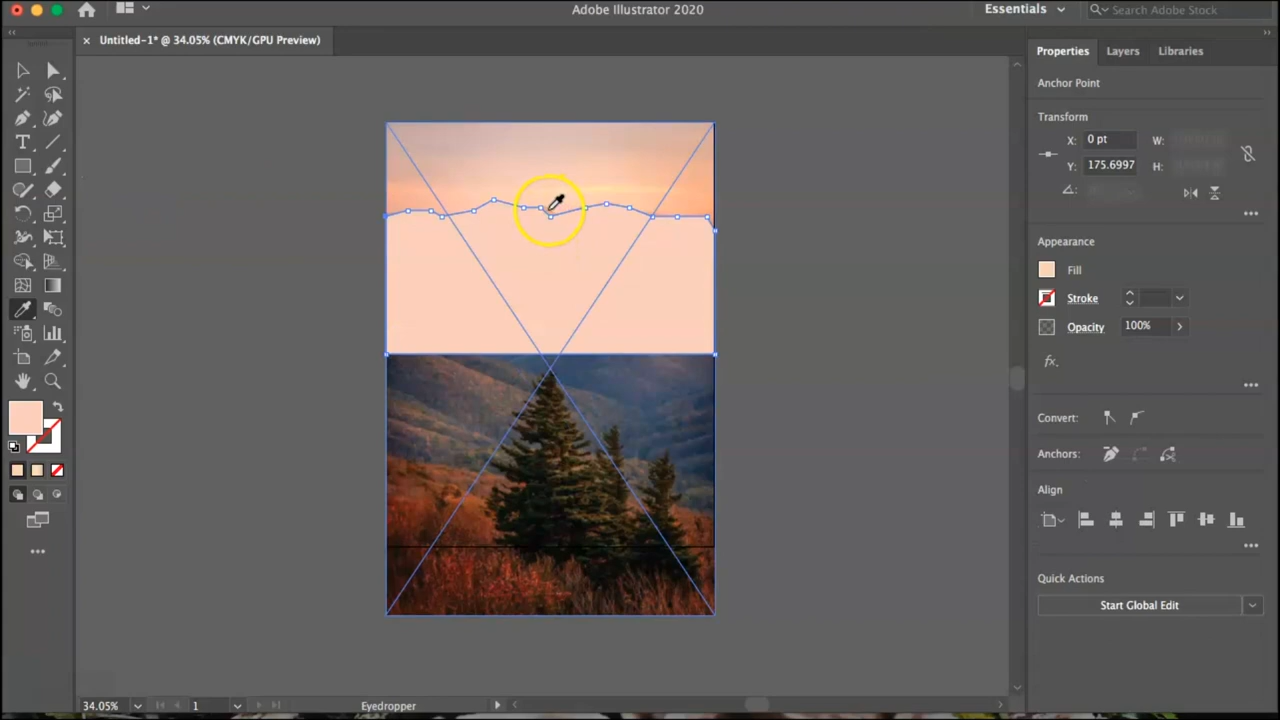 Adobe Illustrator 2020
Essentials
Search Adobe Stock
Untitled-1* @ 34.05% (CMYK/GPU Preview)
Properties
Layers
Libraries
Anchor Point
Transform
X:
0 pt
W:
Y:
175.6997
H:
Appearance
Fill
Stroke
Opacity
100%
fx.
Convert:
Anchors:
Align
Quick Actions
Start Global Edit
34.05%
1
Eyedropper